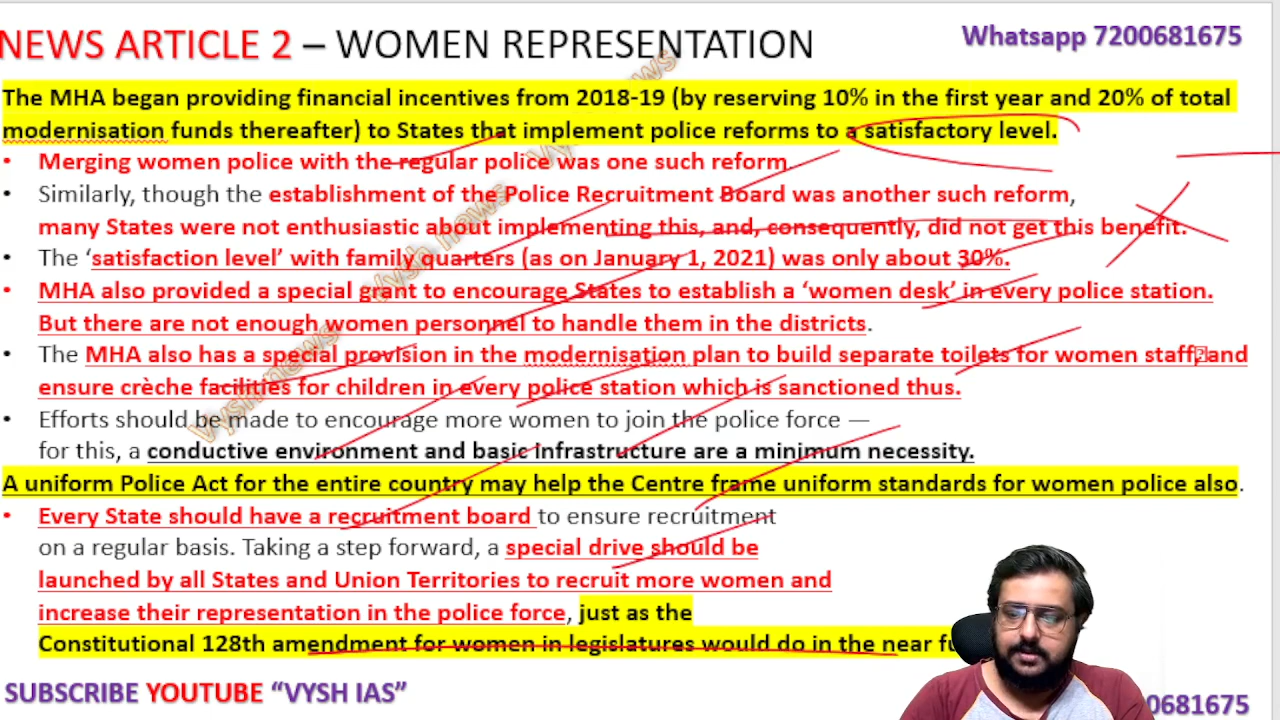 NEWS ARTICLE 2 – WOMEN REPRESENTATION
Whatsapp 7200681675
The MHA began providing financial incentives from 2018-19 (by reserving 10% in the first year and 20% of total
modernisation funds thereafter) to States that implement police reforms to a satisfactory level.
• Merging women police with the regular police was one such reform.
• Similarly, though the establishment of the Police Recruitment Board was another such reform,
many States were not enthusiastic about implementing this, and, consequently, did not get this benefit.
• The ‘satisfaction level’ with family quarters (as on January 1, 2021) was only about 30%.
• MHA also provided a special grant to encourage States to establish a ‘women desk’ in every police station.
But there are not enough women personnel to handle them in the districts.
• The MHA also has a special provision in the modernisation plan to build separate toilets for women staff, and
ensure crèche facilities for children in every police station which is sanctioned thus.
• Efforts should be made to encourage more women to join the police force —
for this, a conductive environment and basic Infrastructure are a minimum necessity.
A uniform Police Act for the entire country may help the Centre frame uniform standards for women police also.
• Every State should have a recruitment board to ensure recruitment
on a regular basis. Taking a step forward, a special drive should be
launched by all States and Union Territories to recruit more women and
increase their representation in the police force, just as the
Constitutional 128th amendment for women in legislatures would do in the near
SUBSCRIBE YOUTUBE “VYSH IAS”
0681675
Vysh news
Vysh news